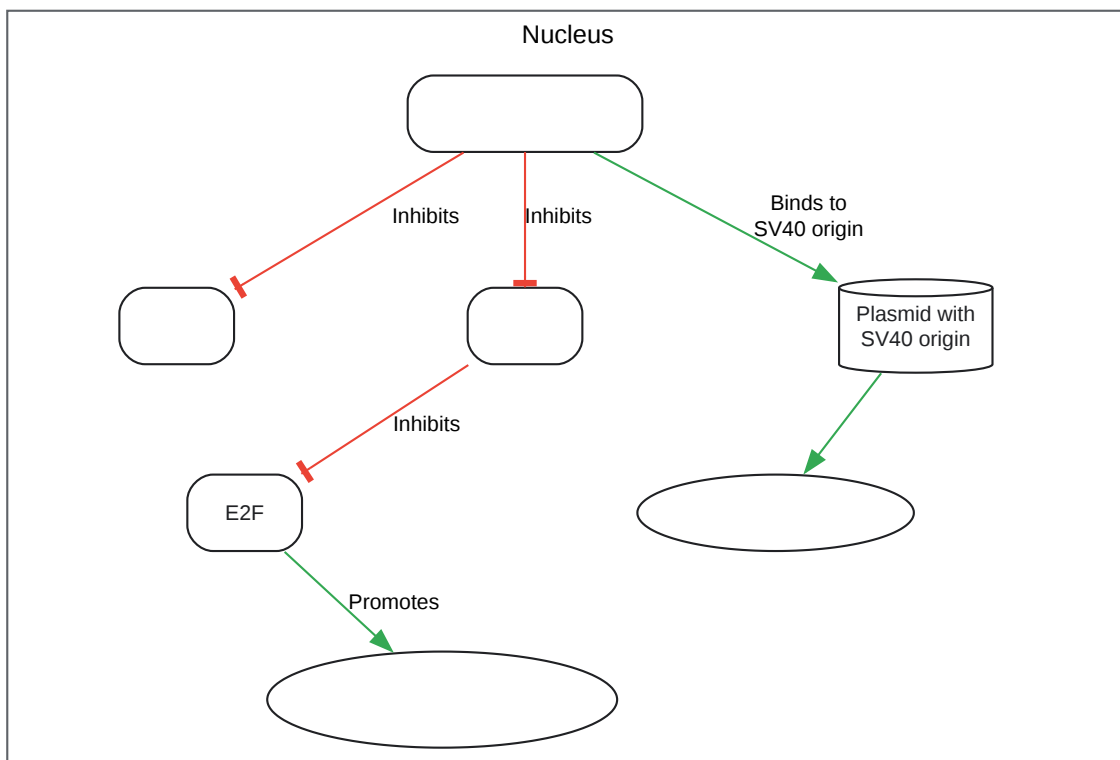 Nucleus
Inhibits
Inhibits
Binds to
SV40 origin
Plasmid with
SV40 origin
Inhibits
E2F
Promotes